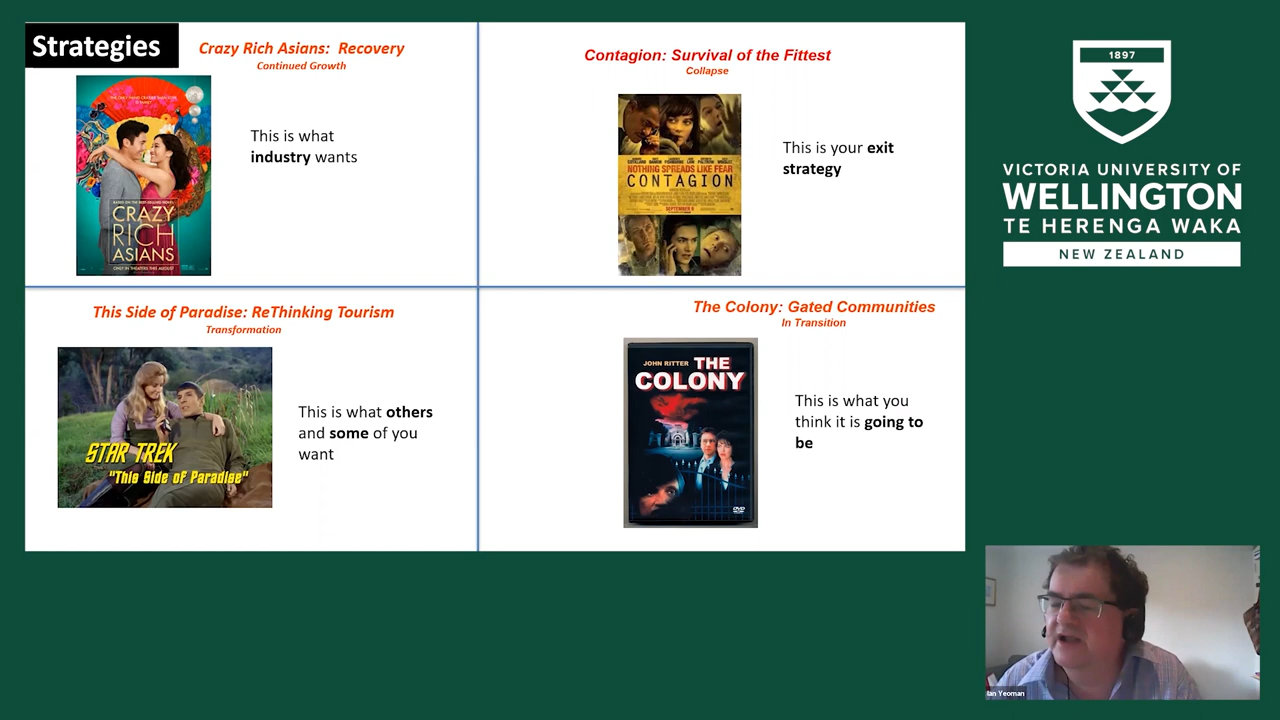 Strategies
Crazy Rich Asians: Recovery
Continued Growth
CRAZY
RICH
ASIANS
This is what
industry wants
Contagion: Survival of the Fittest
Collapse
NOTHING SPREADS LIKE FEAR
CONTAGION
This is your exit
strategy
This Side of Paradise: ReThinking Tourism
Transformation
STAR TREK
"This Side of Paradise"
This is what others
and some of you
want
The Colony: Gated Communities
In Transition
JOHN RITTER THE
COLONY
DVD
This is what you
think it is going to
be
1897
VICTORIA UNIVERSITY OF
WELLINGTON
TE HERENGA WAKA
NEW ZEALAND
Ian Yeoman